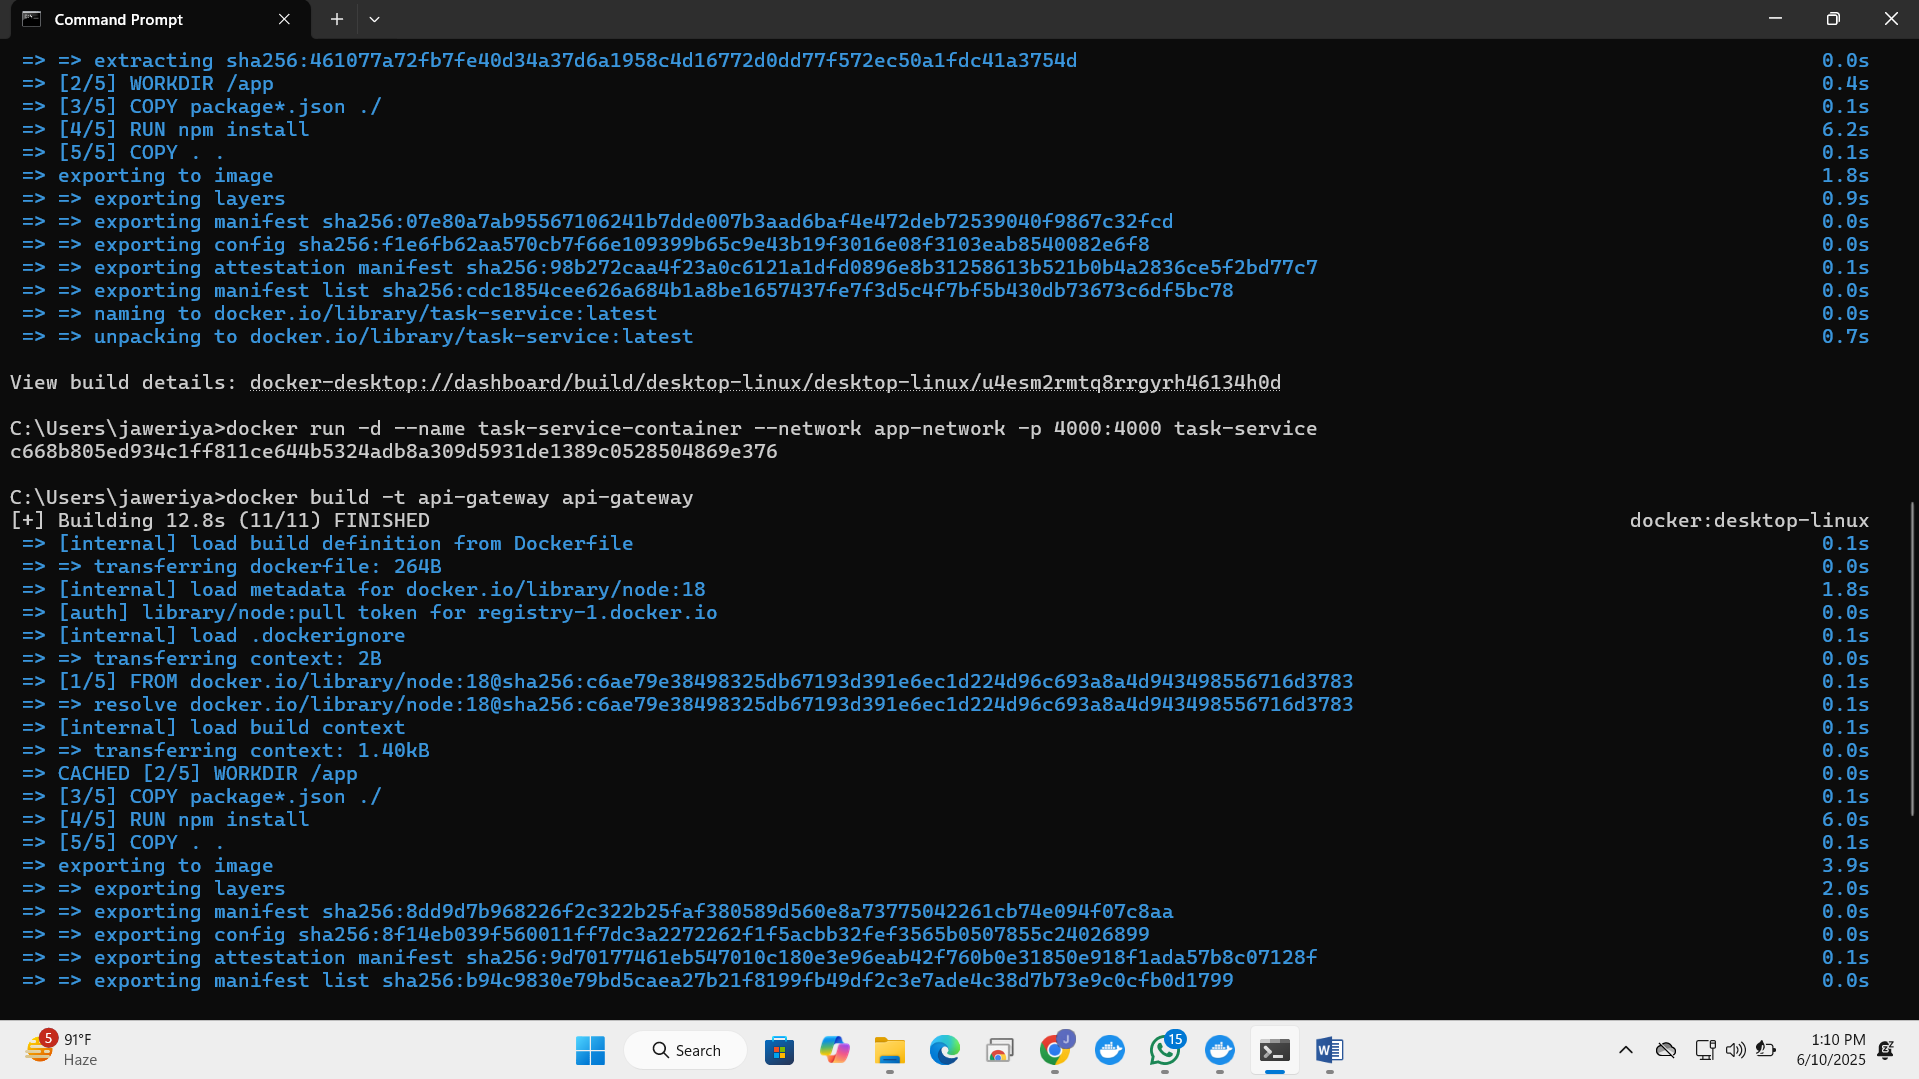 Command Prompt
=> => extracting sha256:461077a72fb7fe40d34a37d6a1958c4d16772d0dd77f572ec50a1fdc41a3754d 0.0s
=> [2/5] WORKDIR /app 0.4s
=> [3/5] COPY package*.json ./ 0.1s
=> [4/5] RUN npm install 6.2s
=> [5/5] COPY . . 0.1s
=> exporting to image 1.8s
=> => exporting layers 0.9s
=> => exporting manifest sha256:07e80a7ab95567106241b7dde007b3aad6baf4e472deb72539040f9867c32fcd 0.0s
=> => exporting config sha256:f1e6fb62aa570cb7f66e109399b65c9e43b19f3016e08f3103eab8540082e6f8 0.0s
=> => exporting attestation manifest sha256:98b272caa4f23a0c6121a1dfd0896e8b31258613b521b0b4a2836ce5f2bd77c7 0.1s
=> => exporting manifest list sha256:cdc1854cee626a684b1a8be1657437fe7f3d5c4f7bf5b430db73673c6df5bc78 0.0s
=> => naming to docker.io/library/task-service:latest 0.0s
=> => unpacking to docker.io/library/task-service:latest 0.7s
View build details: docker-desktop://dashboard/build/desktop-linux/desktop-linux/u4esm2rmtq8rrgyrh46134h0d
C:\Users\jaweriya>docker run -d --name task-service-container --network app-network -p 4000:4000 task-service
c668b805ed934c1ff811ce644b5324adb8a309d5931de1389c0528504869e376
C:\Users\jaweriya>docker build -t api-gateway api-gateway
[+] Building 12.8s (11/11) FINISHED docker:desktop-linux
=> [internal] load build definition from Dockerfile 0.1s
=> => transferring dockerfile: 264B 0.0s
=> [internal] load metadata for docker.io/library/node:18 1.8s
=> [auth] library/node:pull token for registry-1.docker.io 0.0s
=> [internal] load .dockerignore 0.1s
=> => transferring context: 2B 0.0s
=> [1/5] FROM docker.io/library/node:18@sha256:c6ae79e38498325db67193d391e6ec1d224d96c693a8a4d943498556716d3783 0.1s
=> => resolve docker.io/library/node:18@sha256:c6ae79e38498325db67193d391e6ec1d224d96c693a8a4d943498556716d3783 0.1s
=> [internal] load build context 0.1s
=> => transferring context: 1.40kB 0.0s
=> CACHED [2/5] WORKDIR /app 0.0s
=> [3/5] COPY package*.json ./ 0.1s
=> [4/5] RUN npm install 6.0s
=> [5/5] COPY . . 0.1s
=> exporting to image 3.9s
=> => exporting layers 2.0s
=> => exporting manifest sha256:8dd9d7b968226f2c322b25faf380589d560e8a73775042261cb74e094f07c8aa 0.0s
=> => exporting config sha256:8f14eb039f560011ff7dc3a2272262f1f5acbb32fef3565b0507855c24026899 0.0s
=> => exporting attestation manifest sha256:9d70177461eb547010c180e3e96eab42f760b0e31850e918f1ada57b8c07128f 0.1s
=> => exporting manifest list sha256:b94c9830e79bd5caea27b21f8199fb49df2c3e7ade4c38d7b73e9c0cfb0d1799 0.0s
5
91°F
Haze
Search
J
15
W
1:10 PM
6/10/2025